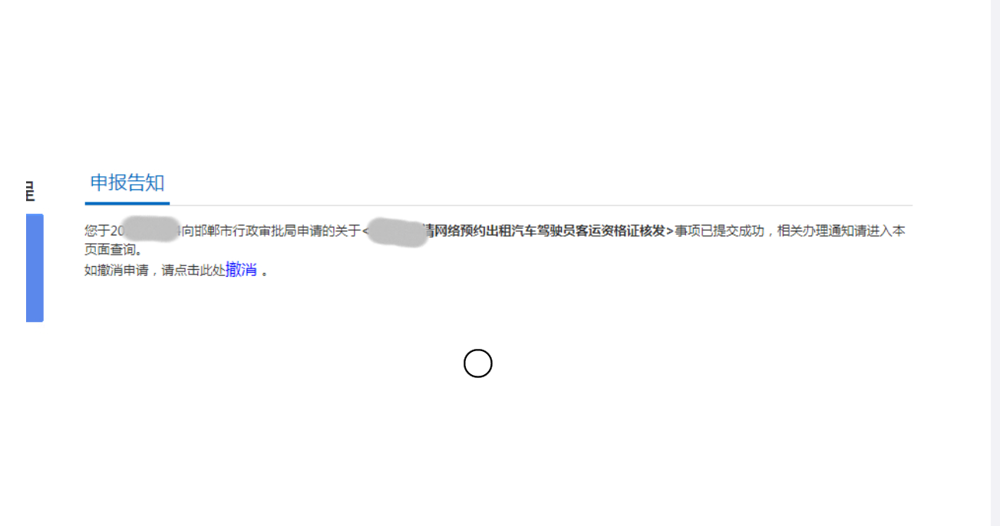 申报告知
您于20 向邯郸市行政审批局申请的关于< 请网络预约出租汽车驾驶员客运资格证核发>事项已提交成功，相关办理通知请进入本
页面查询。
如撤消申请，请点击此处撤消 。